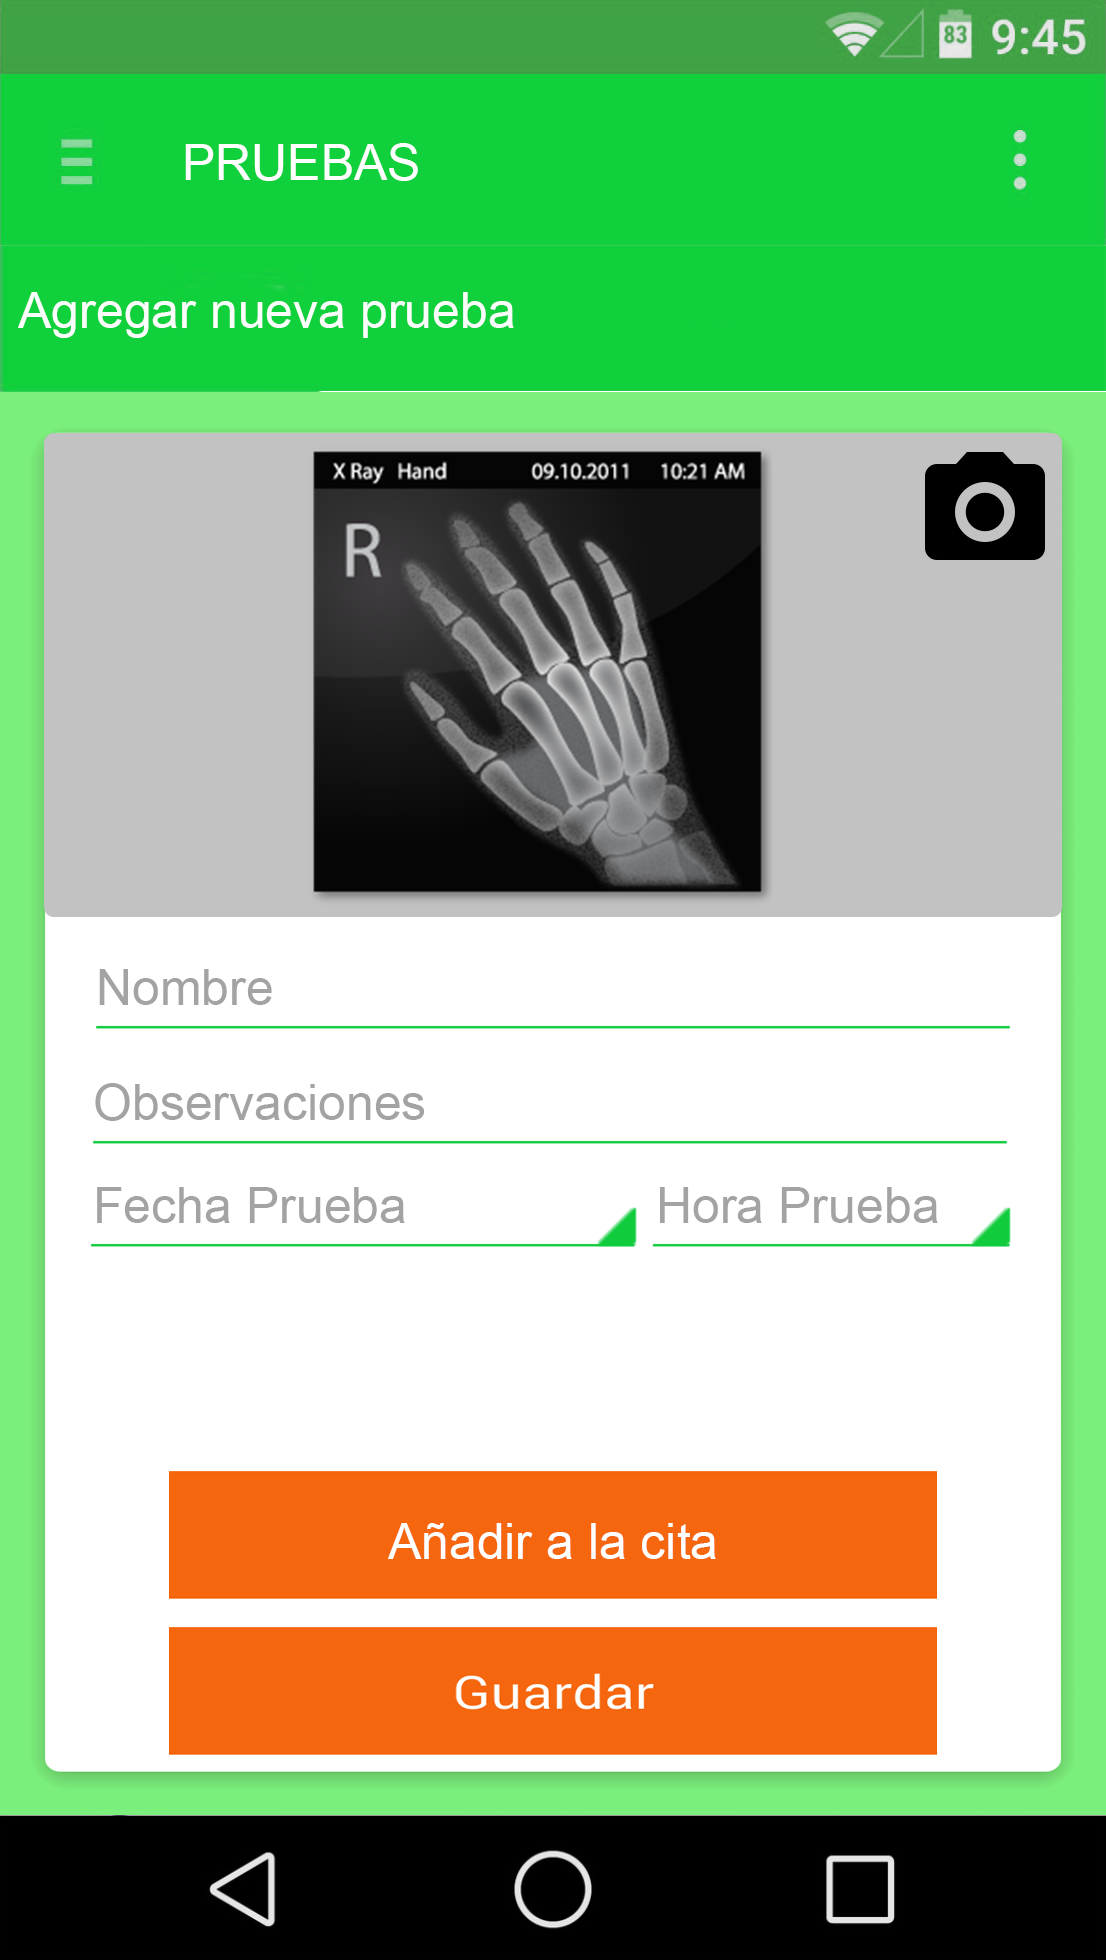 83 9:45
PRUEBAS
Agregar nueva prueba
X Ray Hand 09.10.2011 10:21 AM
R
Nombre
Observaciones
Fecha Prueba Hora Prueba
Añadir a la cita
Guardar